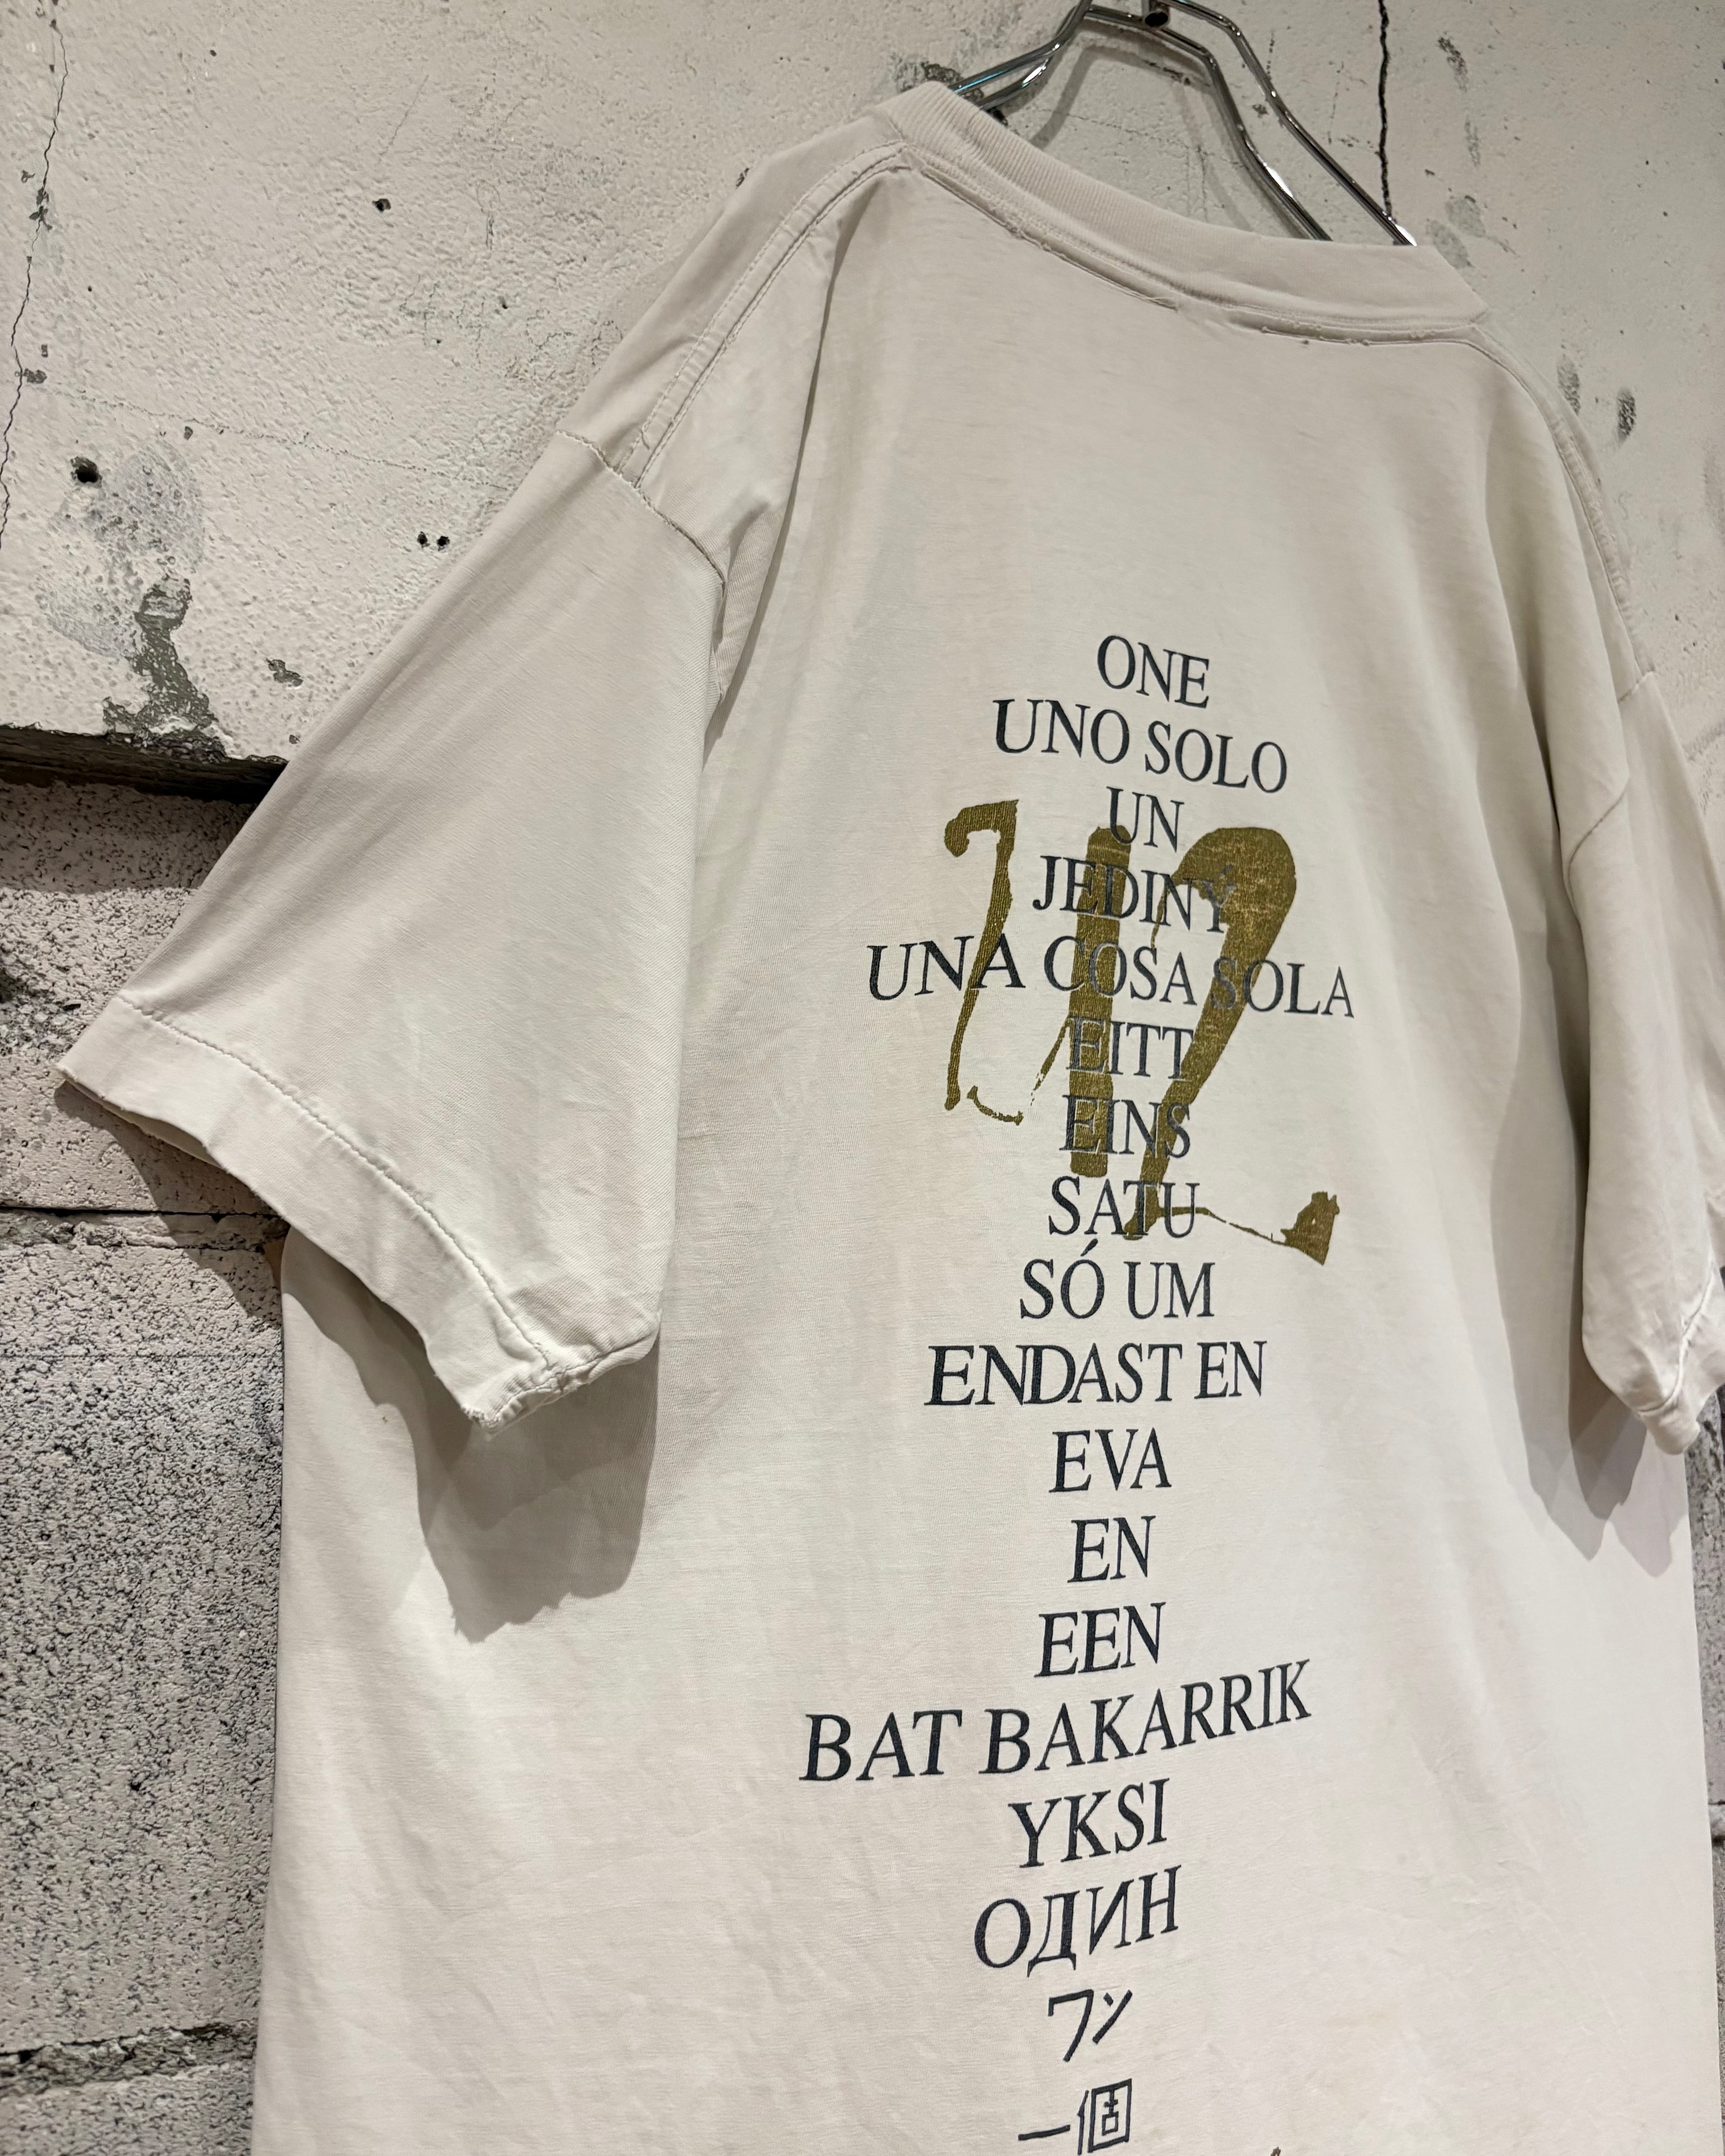 ONE
UNO SOLO
UN
JEDINÝ
UNA COSA SOLA
EITT
EINS
SATU
SÓ UM
ENDAST EN
EVA
EN
EEN
BAT BAKARRIK
YKSI
ОДИН
ワン
一個
U2